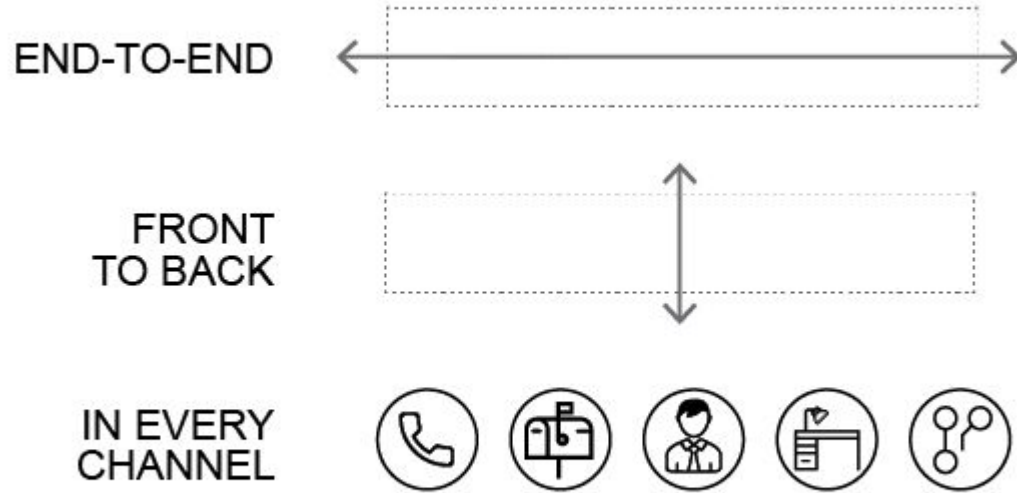 END-TO-END
FRONT
TO BACK
IN EVERY
CHANNEL